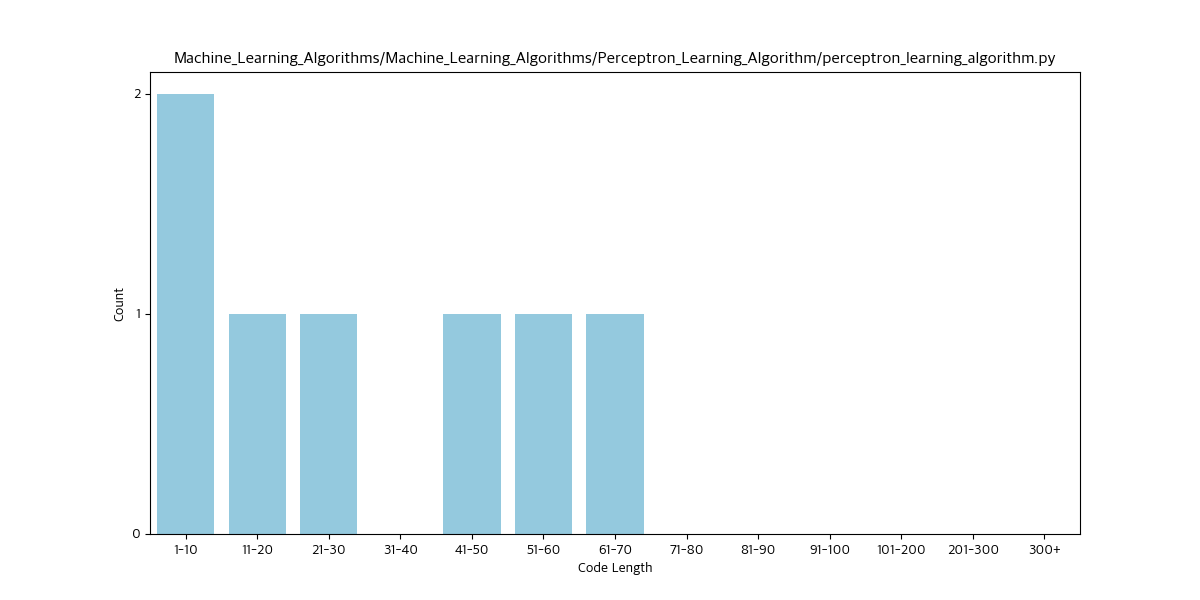 Machine_Learning_Algorithms/Machine_Learning_Algorithms/Perceptron_Learning_Algorithm/perceptron_learning_algorithm.py
2
1
0
Count
1-10 11-20 21-30 31-40 41-50 51-60 61-70 71-80 81-90 91-100 101-200 201-300 300+
Code Length